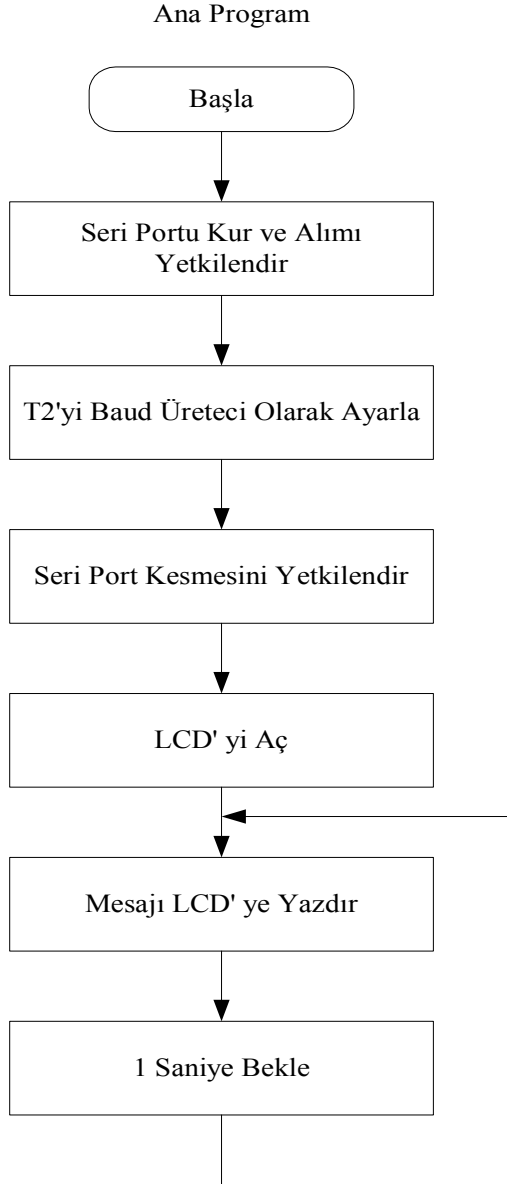 Ana Program
Başla
Seri Portu Kur ve Alımı
Yetkilendir
T2'yi Baud Üreteci Olarak Ayarla
Seri Port Kesmesini Yetkilendir
LCD' yi Aç
Mesajı LCD' ye Yazdır
1 Saniye Bekle